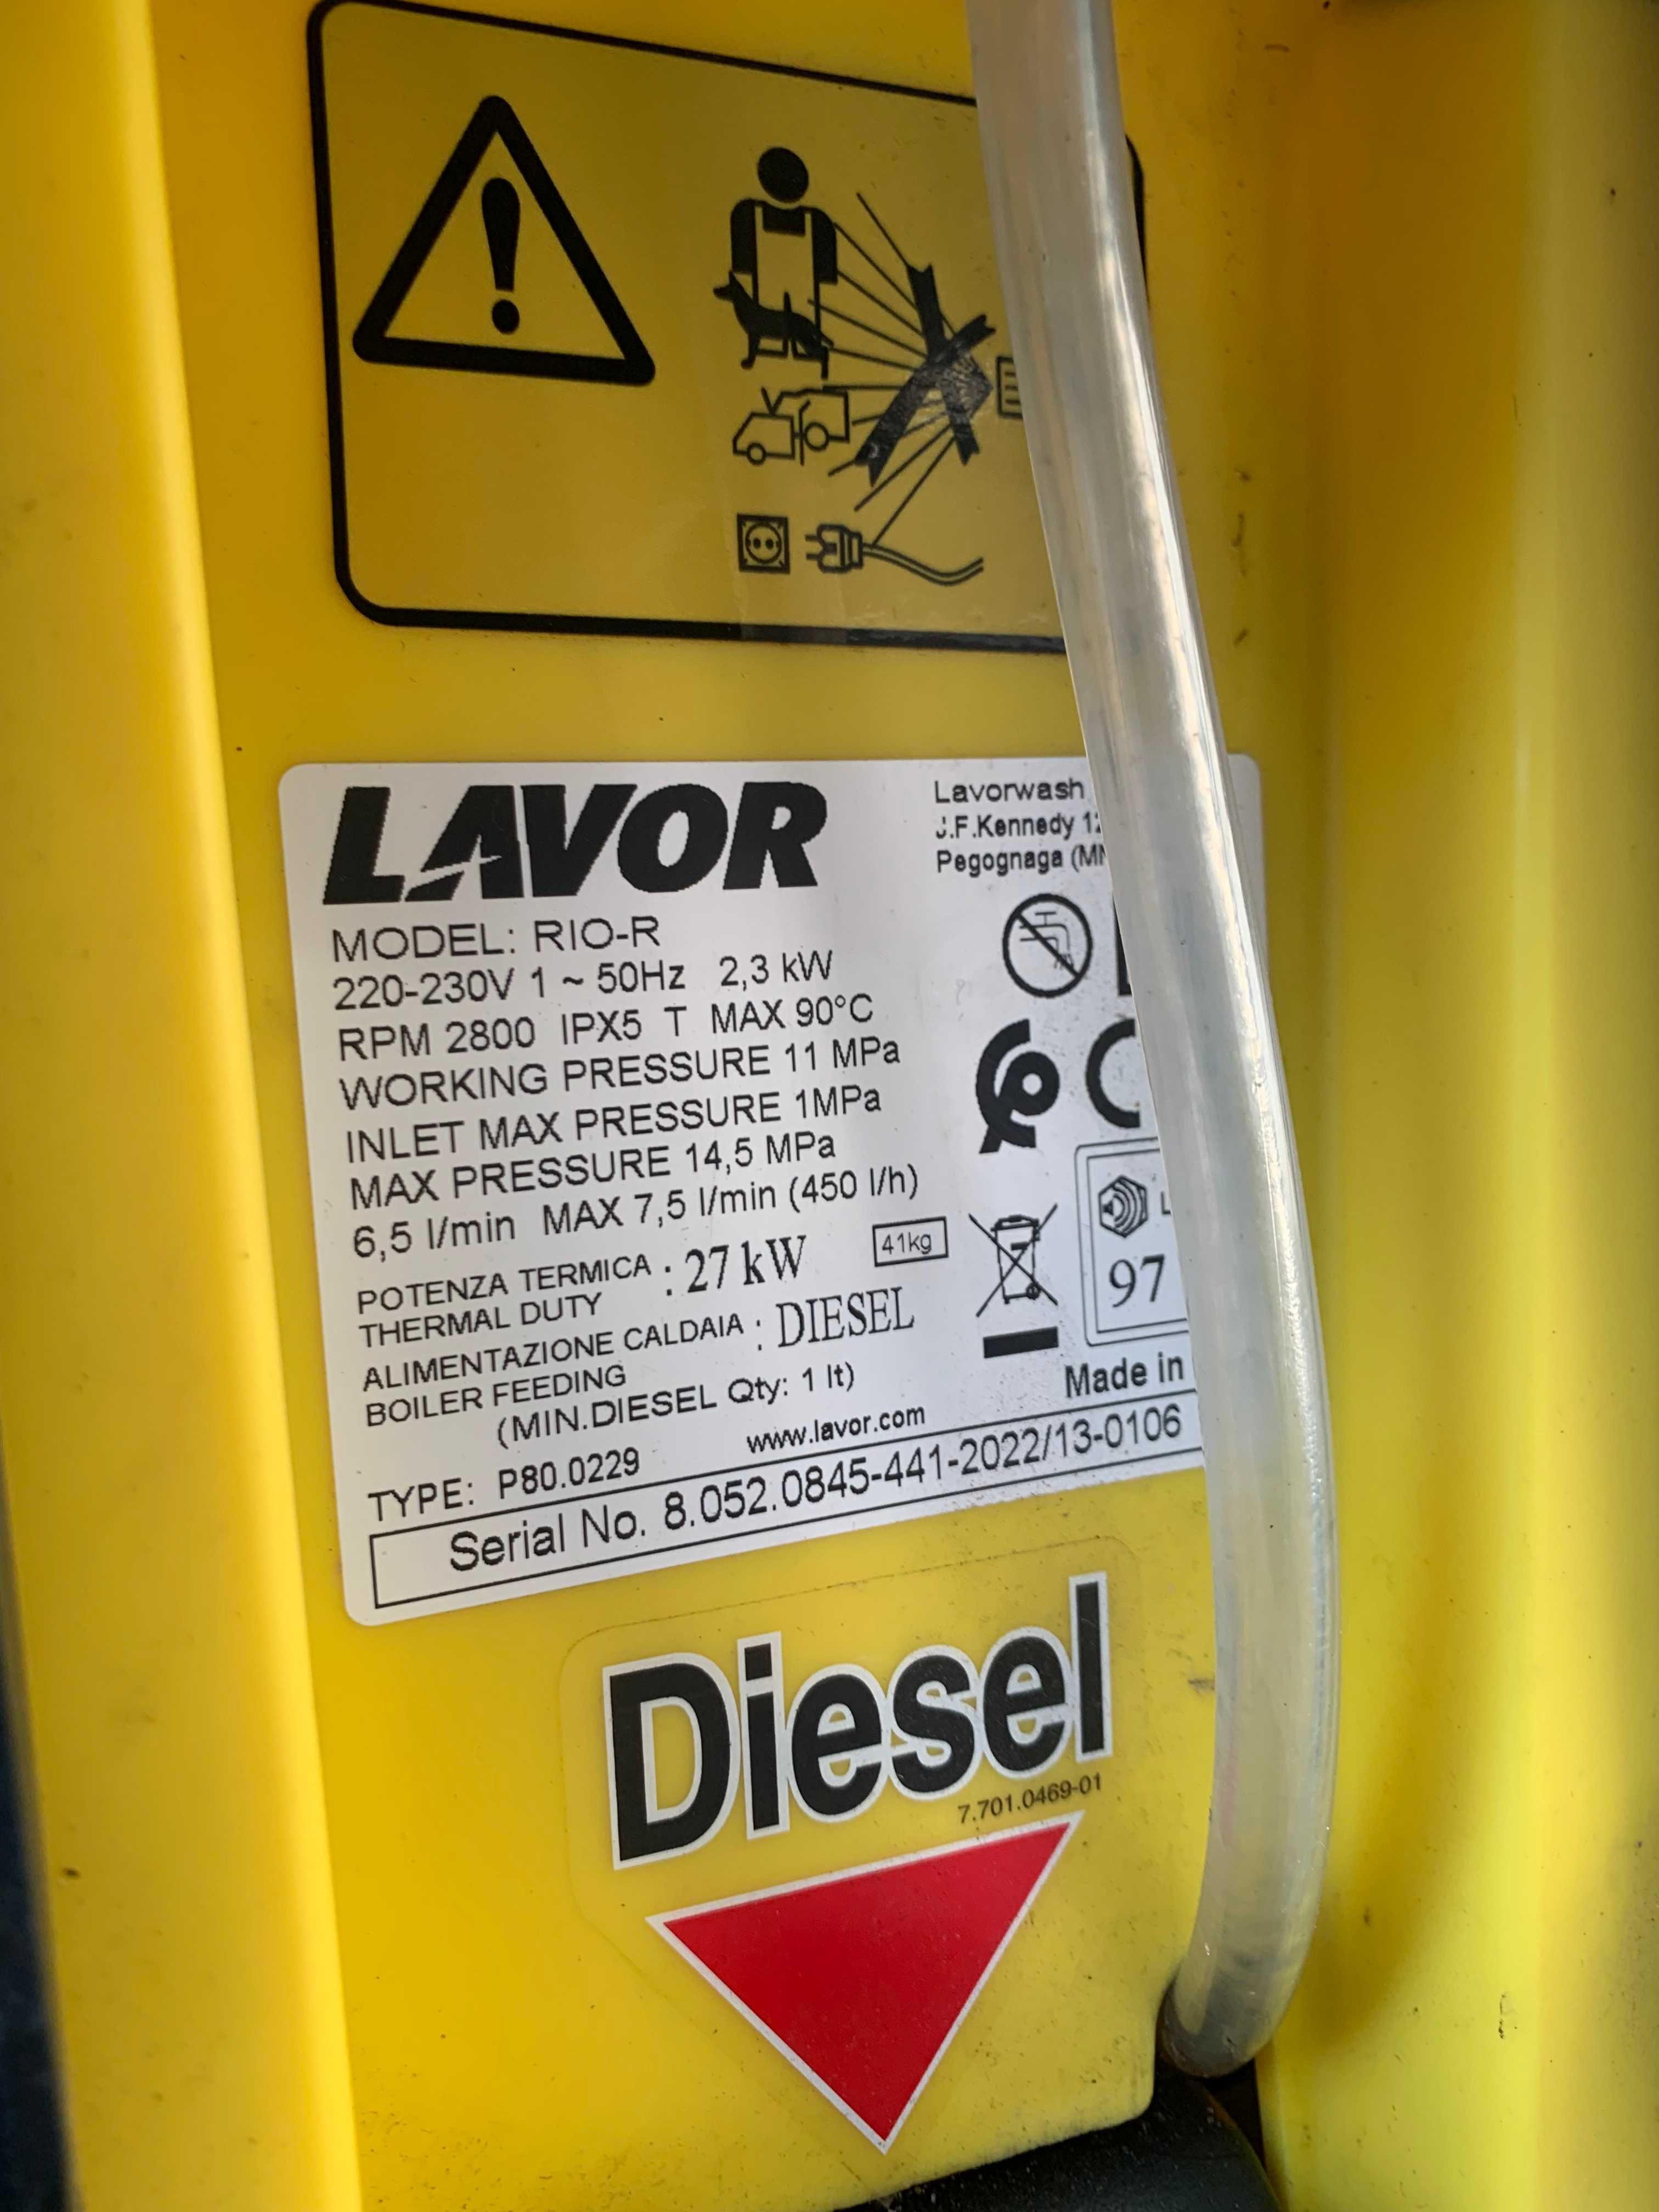 LAVOR
Lavorwash
J.F.Kennedy
Pegognaga
MODEL: RIO-R
220-230V 1 ~ 50Hz 2,3 kW
RPM 2800 IPX5 T MAX 90°C
WORKING PRESSURE 11 MPa
INLET MAX PRESSURE 1MPa
MAX PRESSURE 14,5 MPa
6,5 l/min MAX 7,5 l/min (450 l/h)
POTENZA TERMICA : 27 kW
THERMAL DUTY :
41kg
97
ALIMENTAZIONE CALDAIA : DIESEL
BOILER FEEDING :
(MIN.DIESEL Qty: 1 lt)
Made in
TYPE: P80.0229 www.lavor.com
Serial No. 8.052.0845-441-2022/13-0106
Diesel
7.701.0469-01